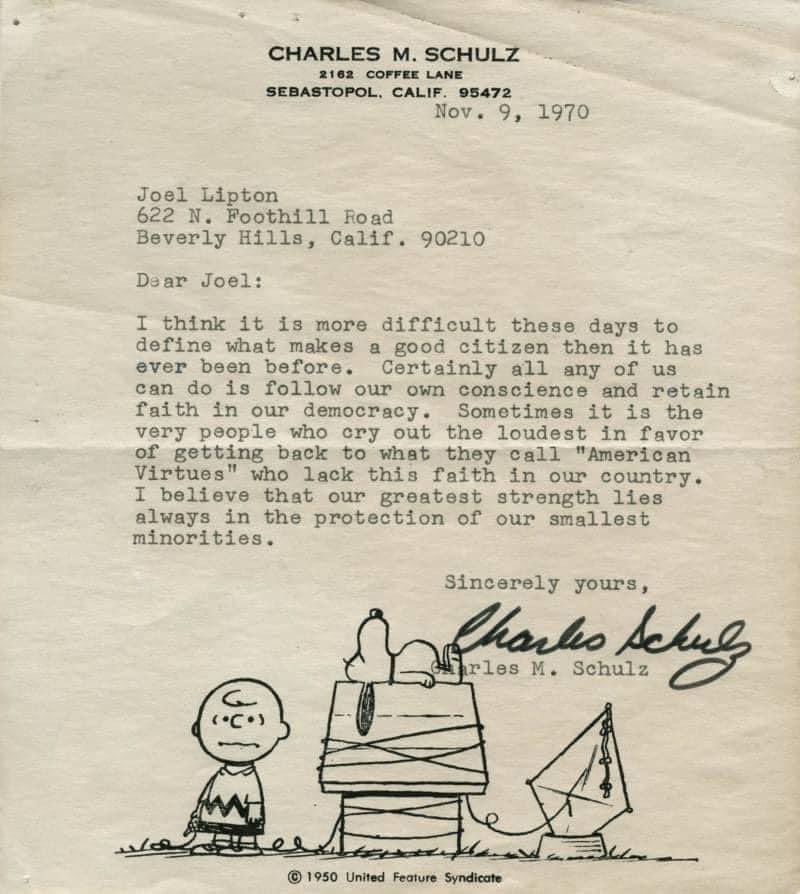 CHARLES M. SCHULZ
2162 COFFEE LANE
SEBASTOPOL, CALIF. 95472
Nov. 9, 1970
Joel Lipton
622 N. Foothill Road
Beverly Hills, Calif. 90210
Dear Joel:
I think it is more difficult these days to
define what makes a good citizen then it has
ever been before. Certainly all any of us
can do is follow our own conscience and retain
faith in our democracy. Sometimes it is the
very people who cry out the loudest in favor
of getting back to what they call "American
Virtues" who lack this faith in our country.
I believe that our greatest strength lies
always in the protection of our smallest
minorities.
Sincerely yours,
Charles Schulz
Charles M. Schulz
© 1950 United Feature Syndicate